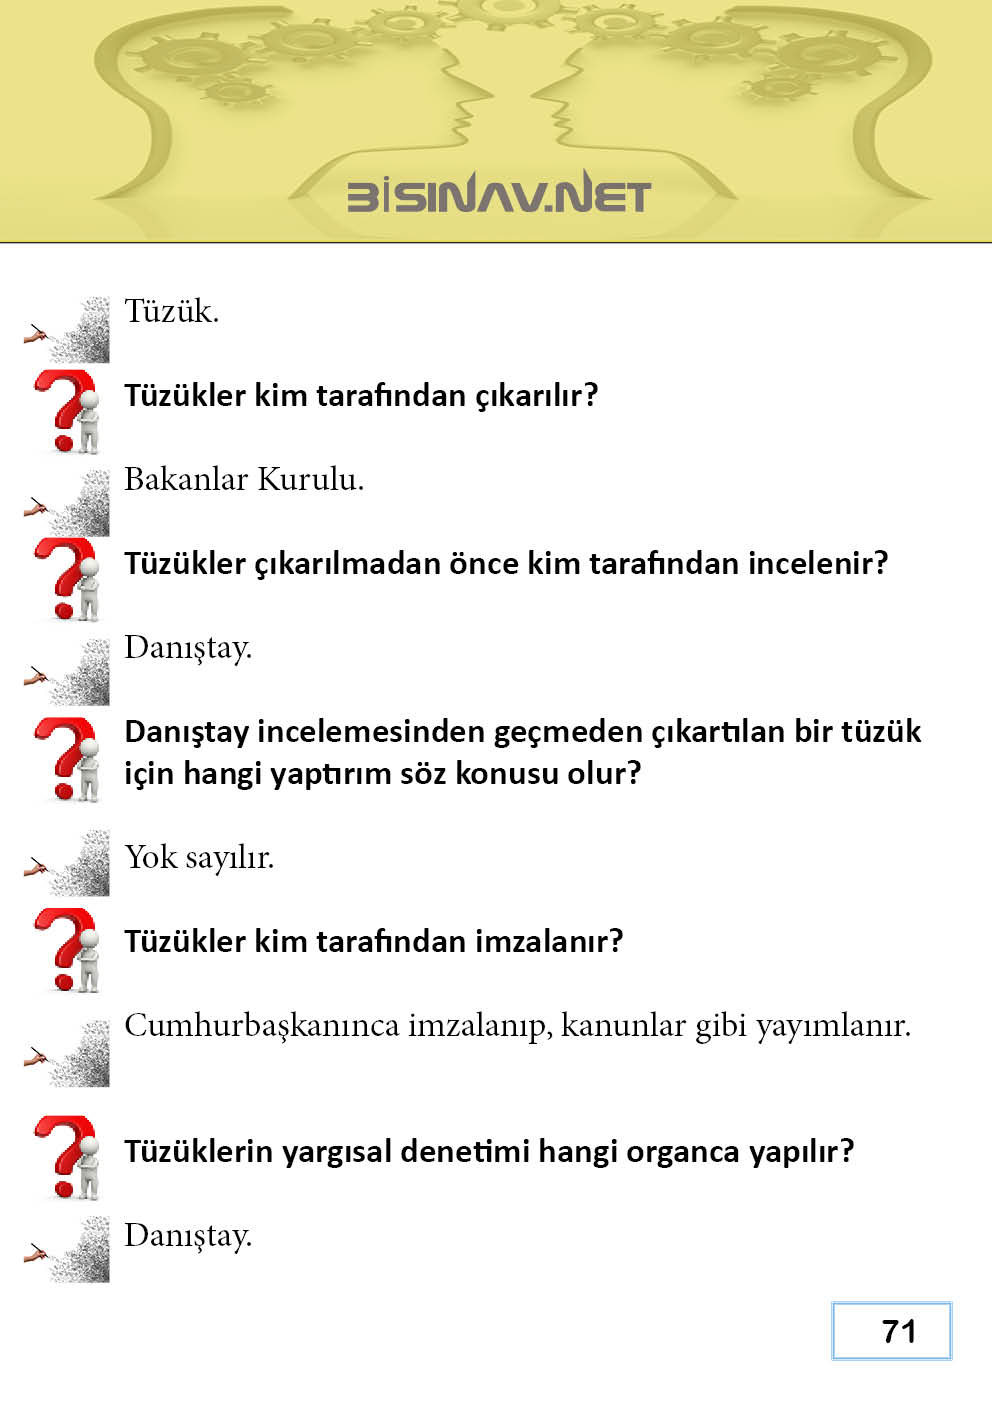 BİSINAV.NET
Tüzük.
Tüzükler kim tarafından çıkarılır?
Bakanlar Kurulu.
Tüzükler çıkarılmadan önce kim tarafından incelenir?
Danıştay.
Danıştay incelemesinden geçmeden çıkartılan bir tüzük
için hangi yaptırım söz konusu olur?
Yok sayılır.
Tüzükler kim tarafından imzalanır?
Cumhurbaşkanınca imzalanıp, kanunlar gibi yayımlanır.
Tüzüklerin yargısal denetimi hangi organca yapılır?
Danıştay.
71